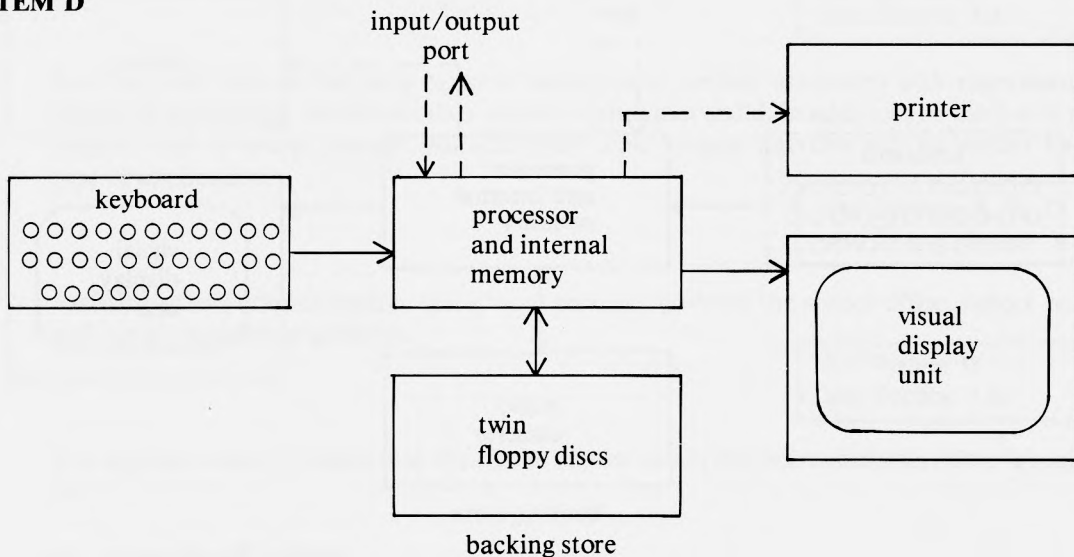 TEM D
input/output
port
printer
keyboard
processor
and internal
memory
visual
display
unit
twin
floppy discs
backing store